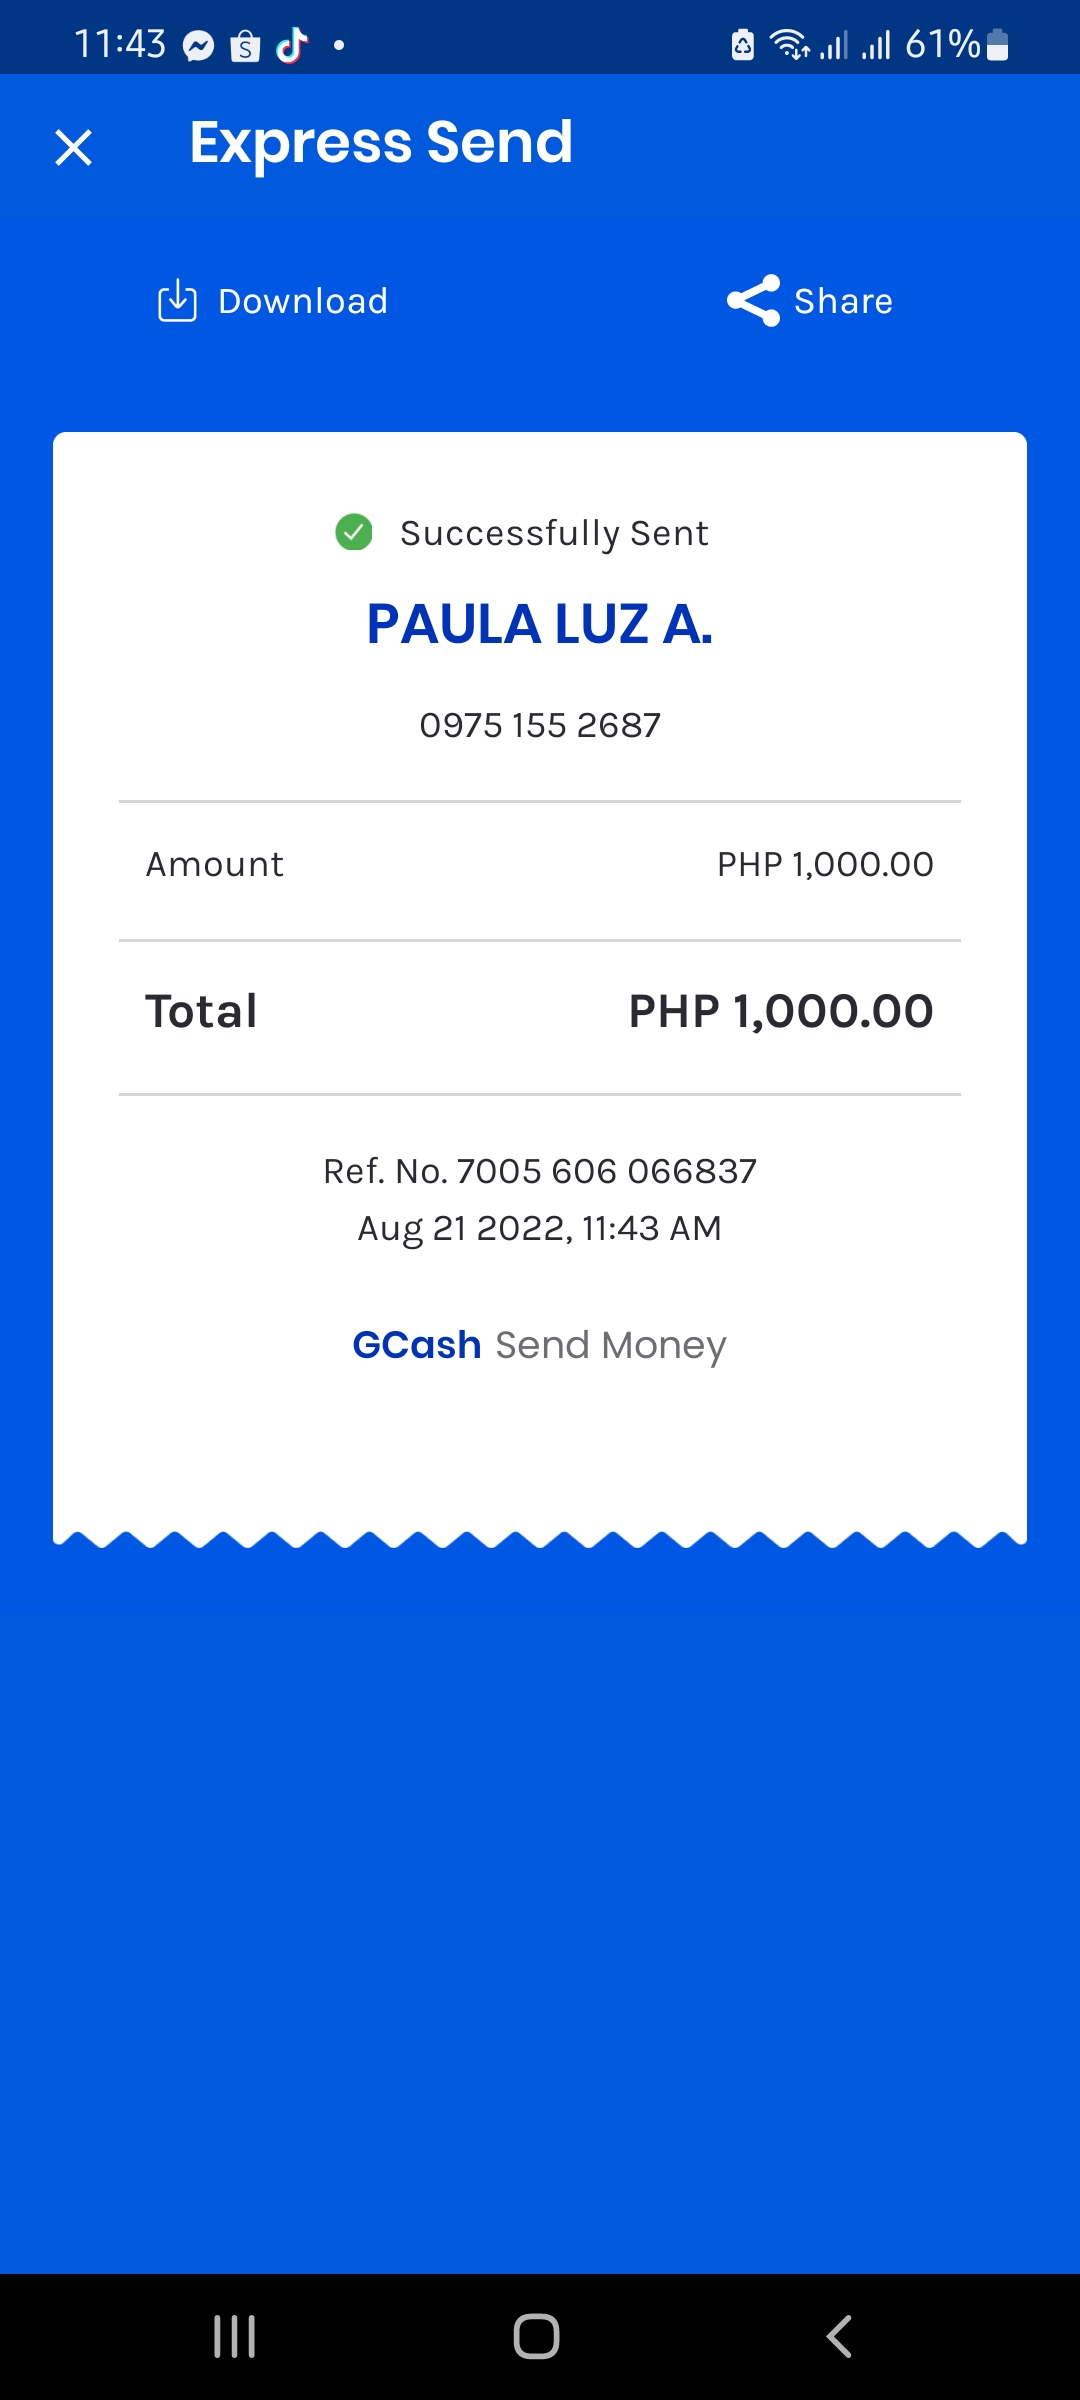 11:43 61%
Express Send
Download Share
Successfully Sent
PAULA LUZ A.
0975 155 2687
Amount PHP 1,000.00
Total PHP 1,000.00
Ref. No. 7005 606 066837
Aug 21 2022, 11:43 AM
GCash Send Money